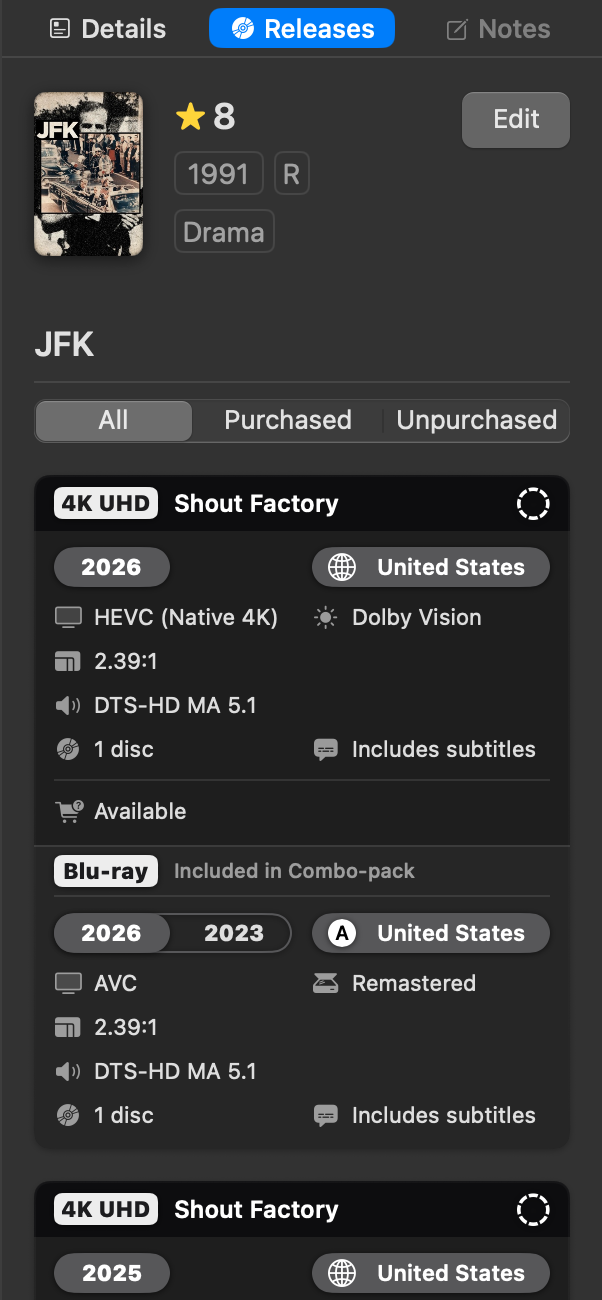 Details
Releases
Notes
JFK
8
Edit
1991
R
Drama
JFK
All
Purchased
Unpurchased
4K UHD Shout Factory
2026
United States
HEVC (Native 4K)
Dolby Vision
2.39:1
DTS-HD MA 5.1
1 disc
Includes subtitles
Available
Blu-ray Included in Combo-pack
2026
2023
A United States
AVC
Remastered
2.39:1
DTS-HD MA 5.1
1 disc
Includes subtitles
4K UHD Shout Factory
2025
United States